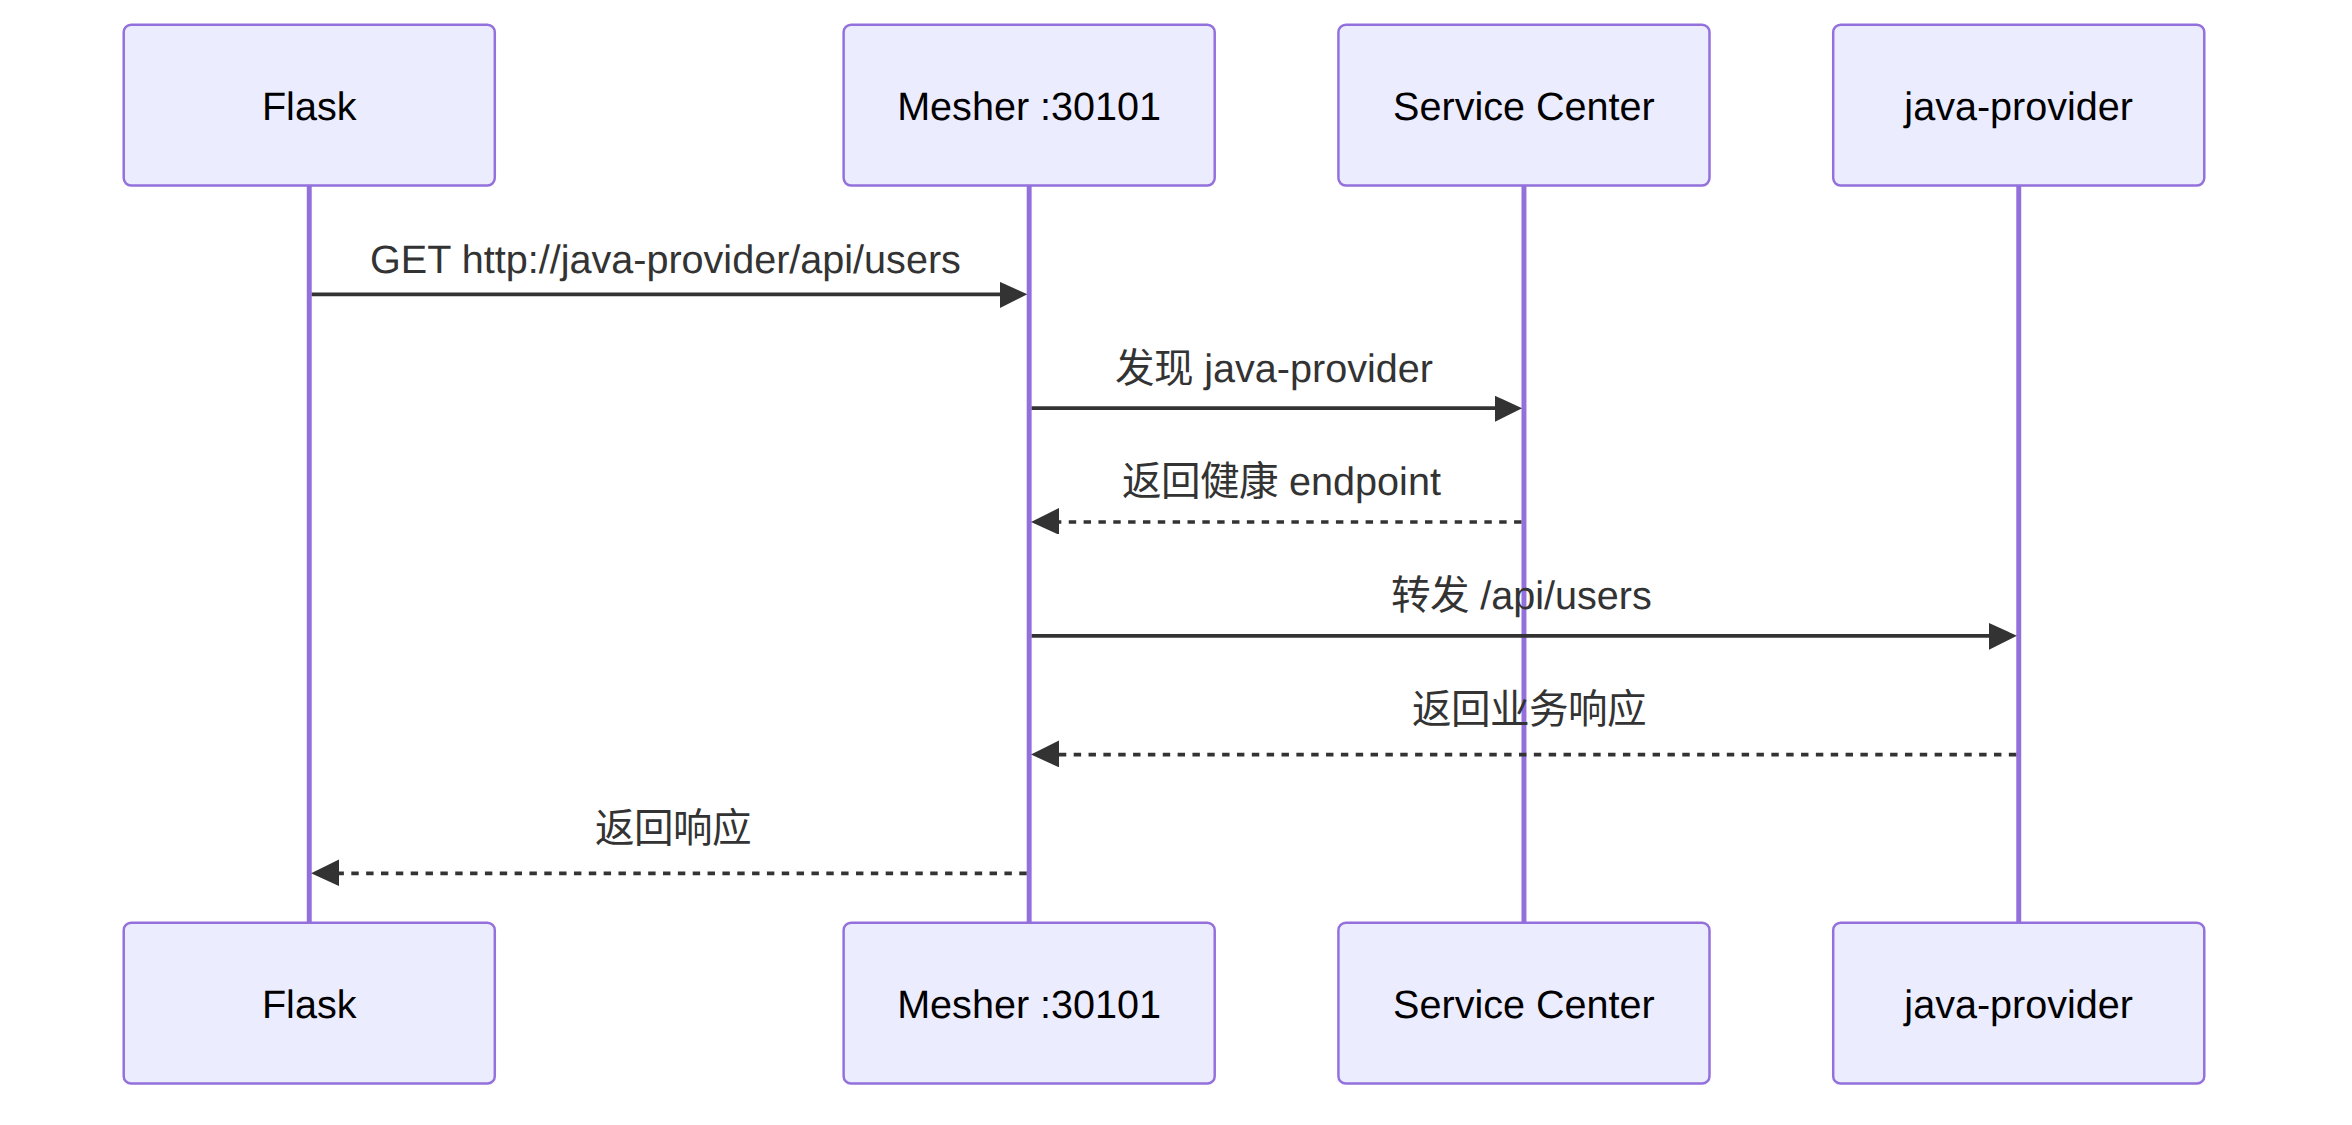 Flask
Mesher :30101
Service Center
java-provider
GET http://java-provider/api/users
发现 java-provider
返回健康 endpoint
转发 /api/users
返回业务响应
返回响应
Flask
Mesher :30101
Service Center
java-provider